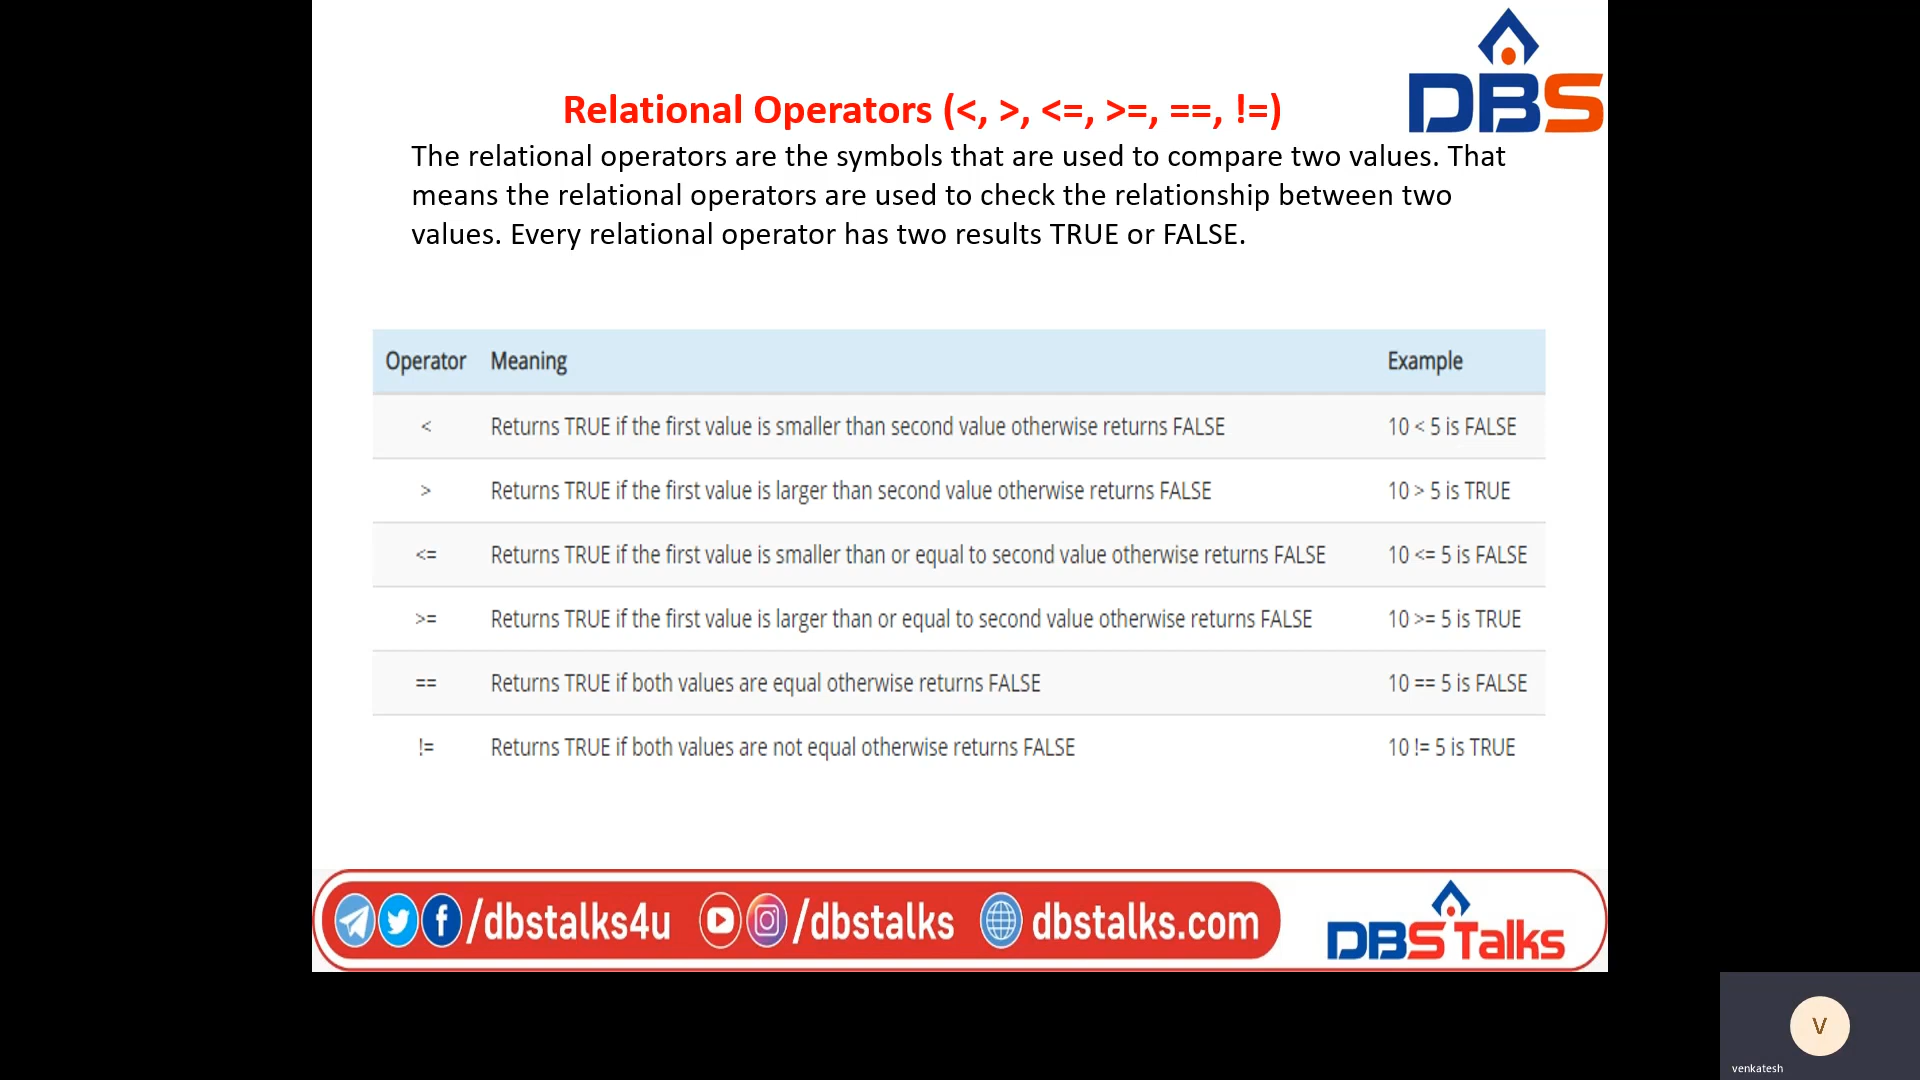 DBS
Relational Operators (<, >, <=, >=, ==, !=)
The relational operators are the symbols that are used to compare two values. That
means the relational operators are used to check the relationship between two
values. Every relational operator has two results TRUE or FALSE.
Operator Meaning Example
< Returns TRUE if the first value is smaller than second value otherwise returns FALSE 10 < 5 is FALSE
> Returns TRUE if the first value is larger than second value otherwise returns FALSE 10 > 5 is TRUE
<= Returns TRUE if the first value is smaller than or equal to second value otherwise returns FALSE 10 <= 5 is FALSE
>= Returns TRUE if the first value is larger than or equal to second value otherwise returns FALSE 10 >= 5 is TRUE
== Returns TRUE if both values are equal otherwise returns FALSE 10 == 5 is FALSE
!= Returns TRUE if both values are not equal otherwise returns FALSE 10 != 5 is TRUE
/dbstalks4u /dbstalks dbstalks.com DBS Talks
V
venkatesh